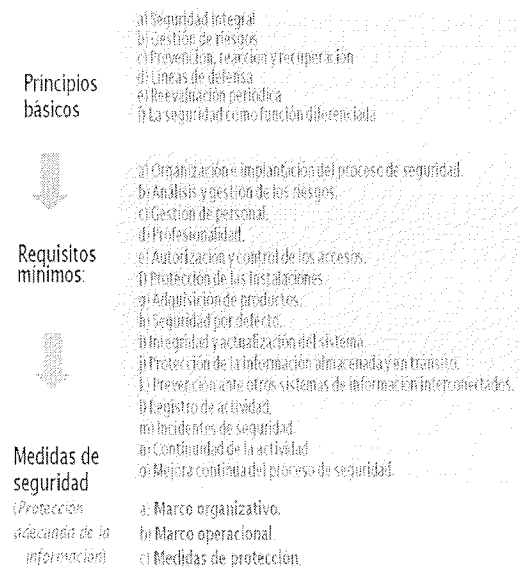 a) Seguridad integral
b) Gestión de riesgos
c) Prevención, reacción y recuperación
Principios básicos
d) Líneas de defensa
e) Reevaluación periódica
f) La seguridad como función diferenciada
a) Organización e implantación del proceso de seguridad.
b) Análisis y gestión de los riesgos.
c) Gestión de personal.
d) Profesionalidad.
Requisitos mínimos:
e) Autorización y control de los accesos.
f) Protección de las instalaciones.
g) Adquisición de productos.
h) Seguridad por defecto.
i) Integridad y actualización del sistema.
j) Protección de la información almacenada y en tránsito.
k) Prevención ante otros sistemas de información interconectados.
l) Registro de actividad.
m) Incidentes de seguridad.
n) Continuidad de la actividad
o) Mejora continua del proceso de seguridad.
Medidas de seguridad
(Protección adecuada de la información)
a) Marco organizativo.
b) Marco operacional.
c) Medidas de protección.